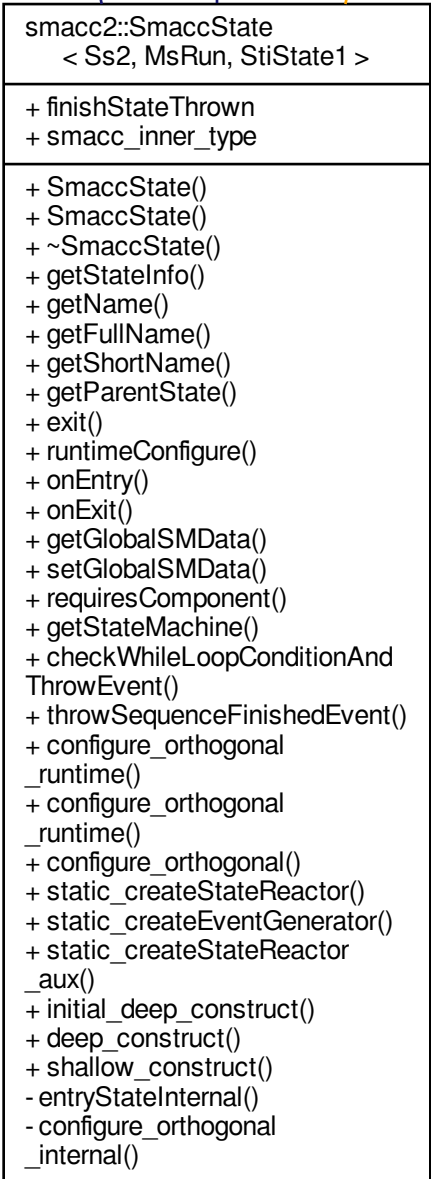 smacc2::SmaccState
< Ss2, MsRun, StiState1 >
+ finishStateThrown
+ smacc_inner_type
+ SmaccState()
+ SmaccState()
+ ~SmaccState()
+ getStateInfo()
+ getName()
+ getFullName()
+ getShortName()
+ getParentState()
+ exit()
+ runtimeConfigure()
+ onEntry()
+ onExit()
+ getGlobalSMData()
+ setGlobalSMData()
+ requiresComponent()
+ getStateMachine()
+ checkWhileLoopConditionAnd
ThrowEvent()
+ throwSequenceFinishedEvent()
+ configure_orthogonal
_runtime()
+ configure_orthogonal
_runtime()
+ configure_orthogonal()
+ static_createStateReactor()
+ static_createEventGenerator()
+ static_createStateReactor
_aux()
+ initial_deep_construct()
+ deep_construct()
+ shallow_construct()
- entryStateInternal()
- configure_orthogonal
_internal()